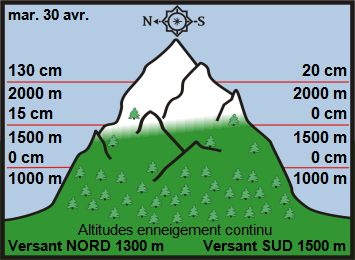 mar. 30 avr.
N S
130 cm 20 cm
2000 m 2000 m
15 cm 0 cm
1500 m 1500 m
0 cm 0 cm
1000 m 1000 m
Altitudes enneigement continu
Versant NORD 1300 m Versant SUD 1500 m